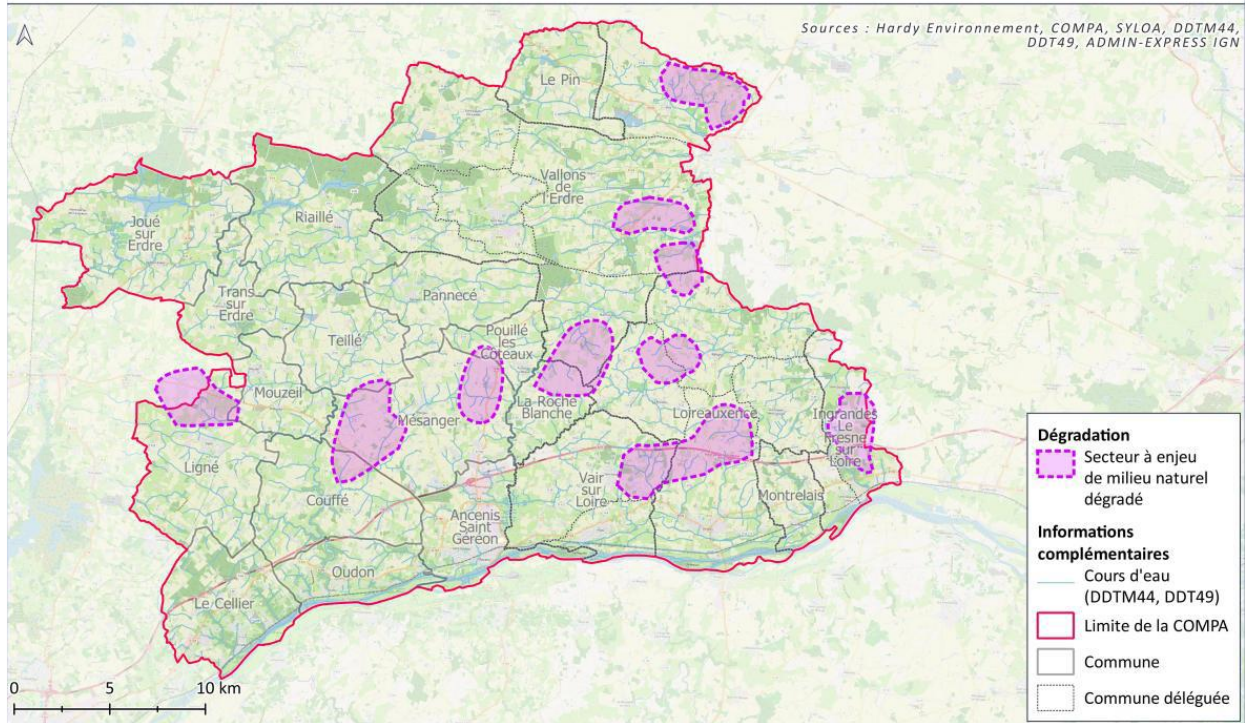 Sources : Hardy Environnement, COMPA, SYLOA, DDTM44,
DDT49, ADMIN-EXPRESS IGN
Le Pin
Vallons
de
l'Erdre
Joué
sur
Erdre
Riaillé
Trans
sur
Erdre
Pannecé
Teillé
Pouillé
les
Côteaux
Mouzeil
Mésanger
La Roche
Blanche
Loireauxence
Ingrandes
Le
Fresne
sur
Loire
Ligné
Couffé
Vair
sur
Loire
Montrelais
Ancenis
Saint
Géréon
Oudon
Le Cellier
0 5 10 km
Dégradation
Secteur à enjeu
de milieu naturel
dégradé
Informations
complémentaires
Cours d'eau
(DDTM44, DDT49)
Limite de la COMPA
Commune
Commune déléguée